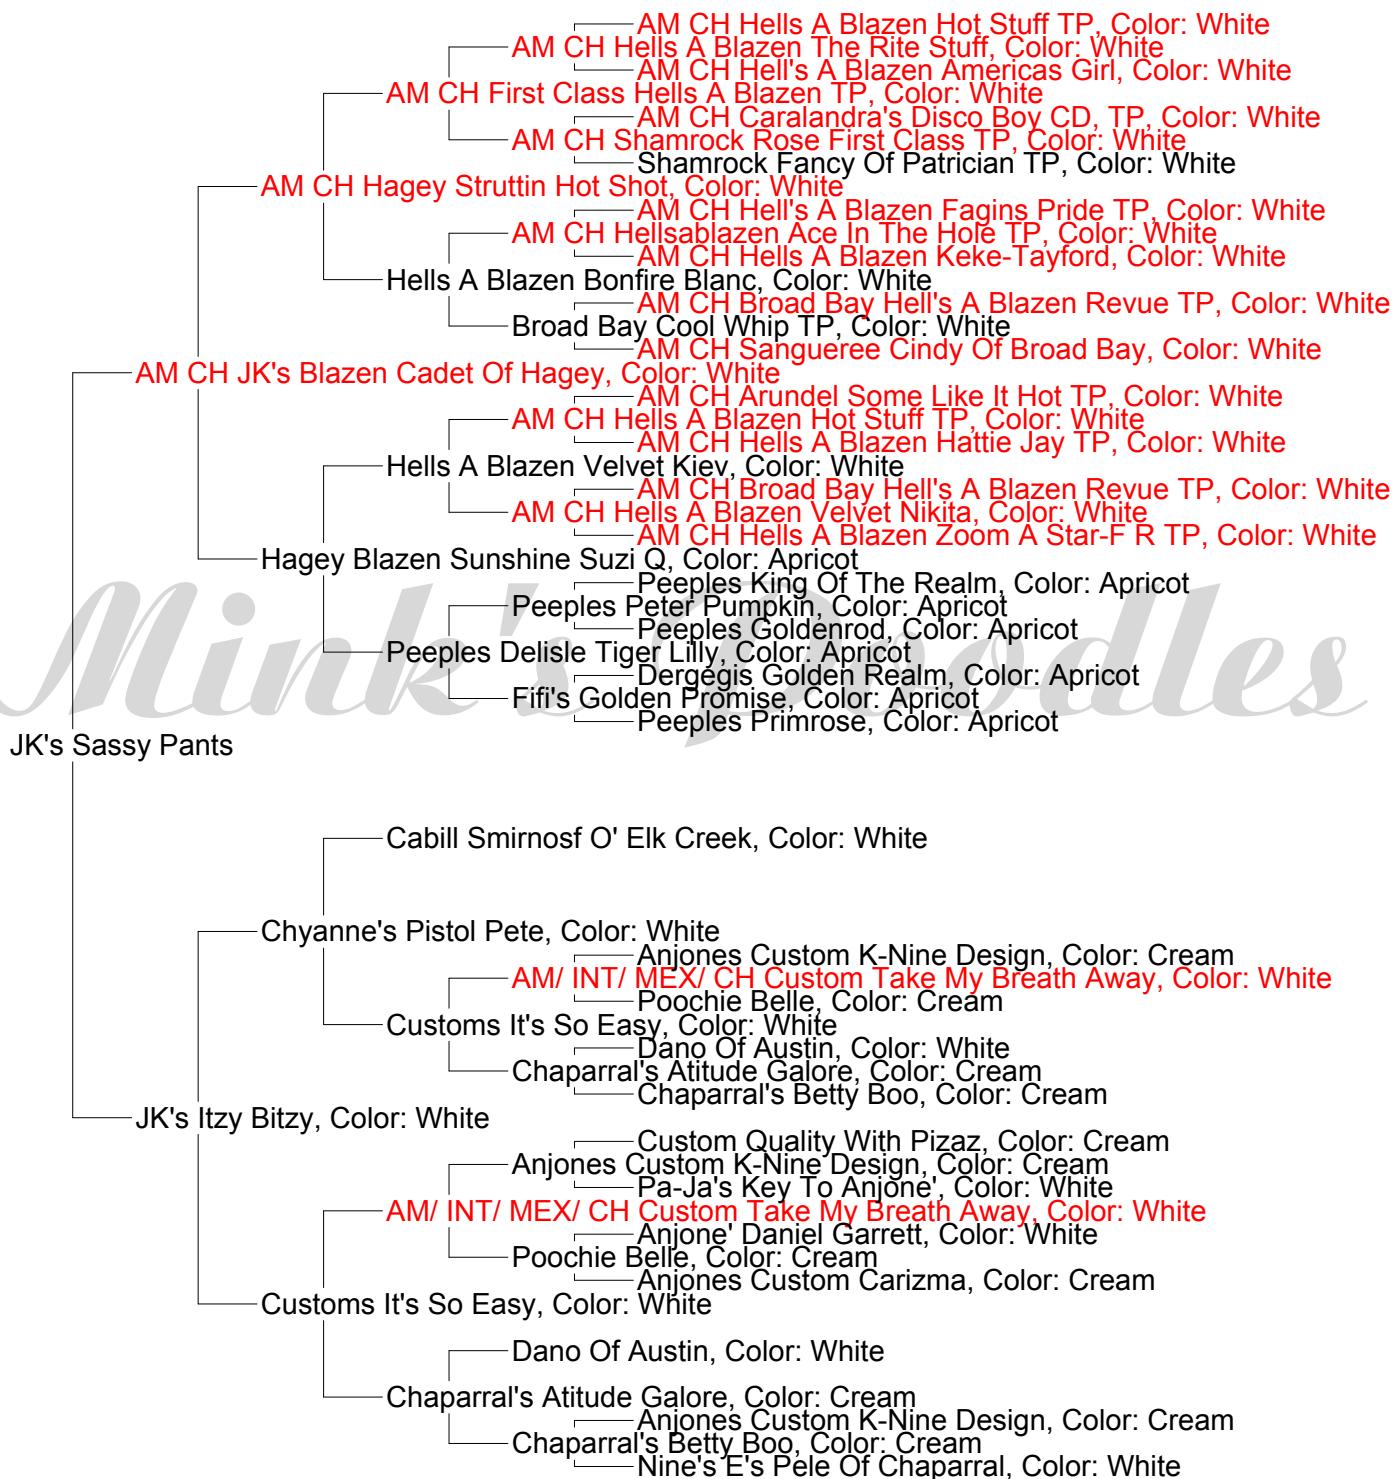 AM CH Hells A Blazen Hot Stuff TP, Color: White
AM CH Hells A Blazen The Rite Stuff, Color: White
AM CH Hell's A Blazen Americas Girl, Color: White
AM CH First Class Hells A Blazen TP, Color: White
AM CH Caralandra's Disco Boy CD, TP, Color: White
AM CH Shamrock Rose First Class TP, Color: White
Shamrock Fancy Of Patrician TP, Color: White
AM CH Hagey Struttin Hot Shot, Color: White
AM CH Hell's A Blazen Fagins Pride TP, Color: White
AM CH Hellsablazen Ace In The Hole TP, Color: White
AM CH Hells A Blazen Keke-Tayford, Color: White
Hells A Blazen Bonfire Blanc, Color: White
AM CH Broad Bay Hell's A Blazen Revue TP, Color: White
Broad Bay Cool Whip TP, Color: White
AM CH Sangueree Cindy Of Broad Bay, Color: White
AM CH JK's Blazen Cadet Of Hagey, Color: White
AM CH Arundel Some Like It Hot TP, Color: White
AM CH Hells A Blazen Hot Stuff TP, Color: White
AM CH Hells A Blazen Hattie Jay TP, Color: White
Hells A Blazen Velvet Kiev, Color: White
AM CH Broad Bay Hell's A Blazen Revue TP, Color: White
AM CH Hells A Blazen Velvet Nikita, Color: White
AM CH Hells A Blazen Zoom A Star-F R TP, Color: White
Hagey Blazen Sunshine Suzi Q, Color: Apricot
Peeples King Of The Realm, Color: Apricot
Peeples Peter Pumpkin, Color: Apricot
Peeples Goldenrod, Color: Apricot
Mink's Poodles
Peeples Delisle Tiger Lilly, Color: Apricot
Dergegis Golden Realm, Color: Apricot
Fifi's Golden Promise, Color: Apricot
Peeples Primrose, Color: Apricot
JK's Sassy Pants
Cabill Smirnosf O' Elk Creek, Color: White
Chyanne's Pistol Pete, Color: White
Anjones Custom K-Nine Design, Color: Cream
AM/ INT/ MEX/ CH Custom Take My Breath Away, Color: White
Poochie Belle, Color: Cream
Customs It's So Easy, Color: White
Dano Of Austin, Color: White
Chaparral's Atitude Galore, Color: Cream
Chaparral's Betty Boo, Color: Cream
JK's Itzy Bitzy, Color: White
Custom Quality With Pizaz, Color: Cream
Anjones Custom K-Nine Design, Color: Cream
Pa-Ja's Key To Anjone', Color: White
AM/ INT/ MEX/ CH Custom Take My Breath Away, Color: White
Anjone' Daniel Garrett, Color: White
Poochie Belle, Color: Cream
Anjones Custom Carizma, Color: Cream
Customs It's So Easy, Color: White
Dano Of Austin, Color: White
Chaparral's Atitude Galore, Color: Cream
Anjones Custom K-Nine Design, Color: Cream
Chaparral's Betty Boo, Color: Cream
Nine's E's Pele Of Chaparral, Color: White